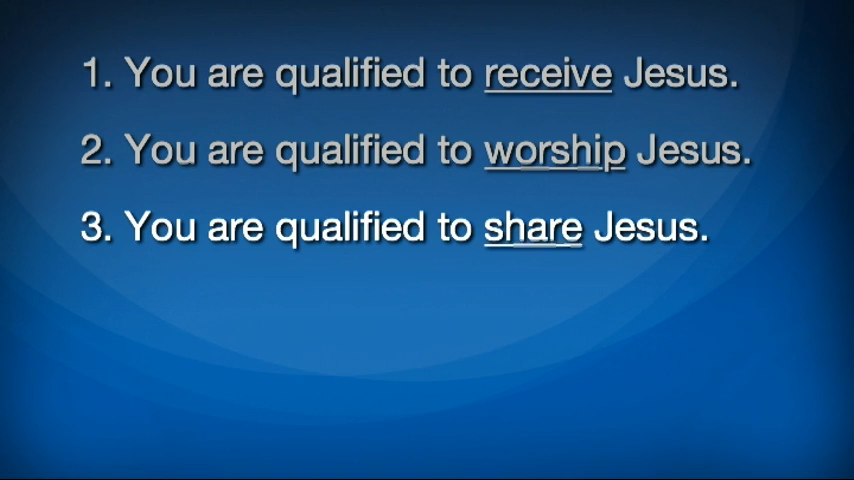 1. You are qualified to receive Jesus.
2. You are qualified to worship Jesus.
3. You are qualified to share Jesus.